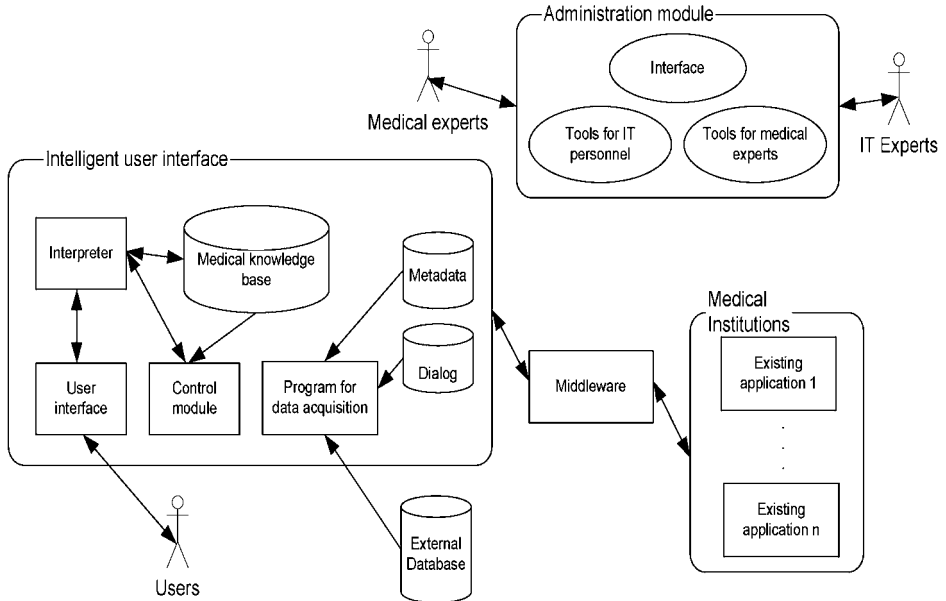 Administration module
Interface
Medical experts
Tools for IT
personnel
Tools for medical
experts
IT Experts
Intelligent user interface
Interpreter
Medical knowledge
base
Metadata
Dialog
User
interface
Control
module
Program for
data acquisition
Middleware
Medical
Institutions
Existing
application 1
Existing
application n
Users
External
Database